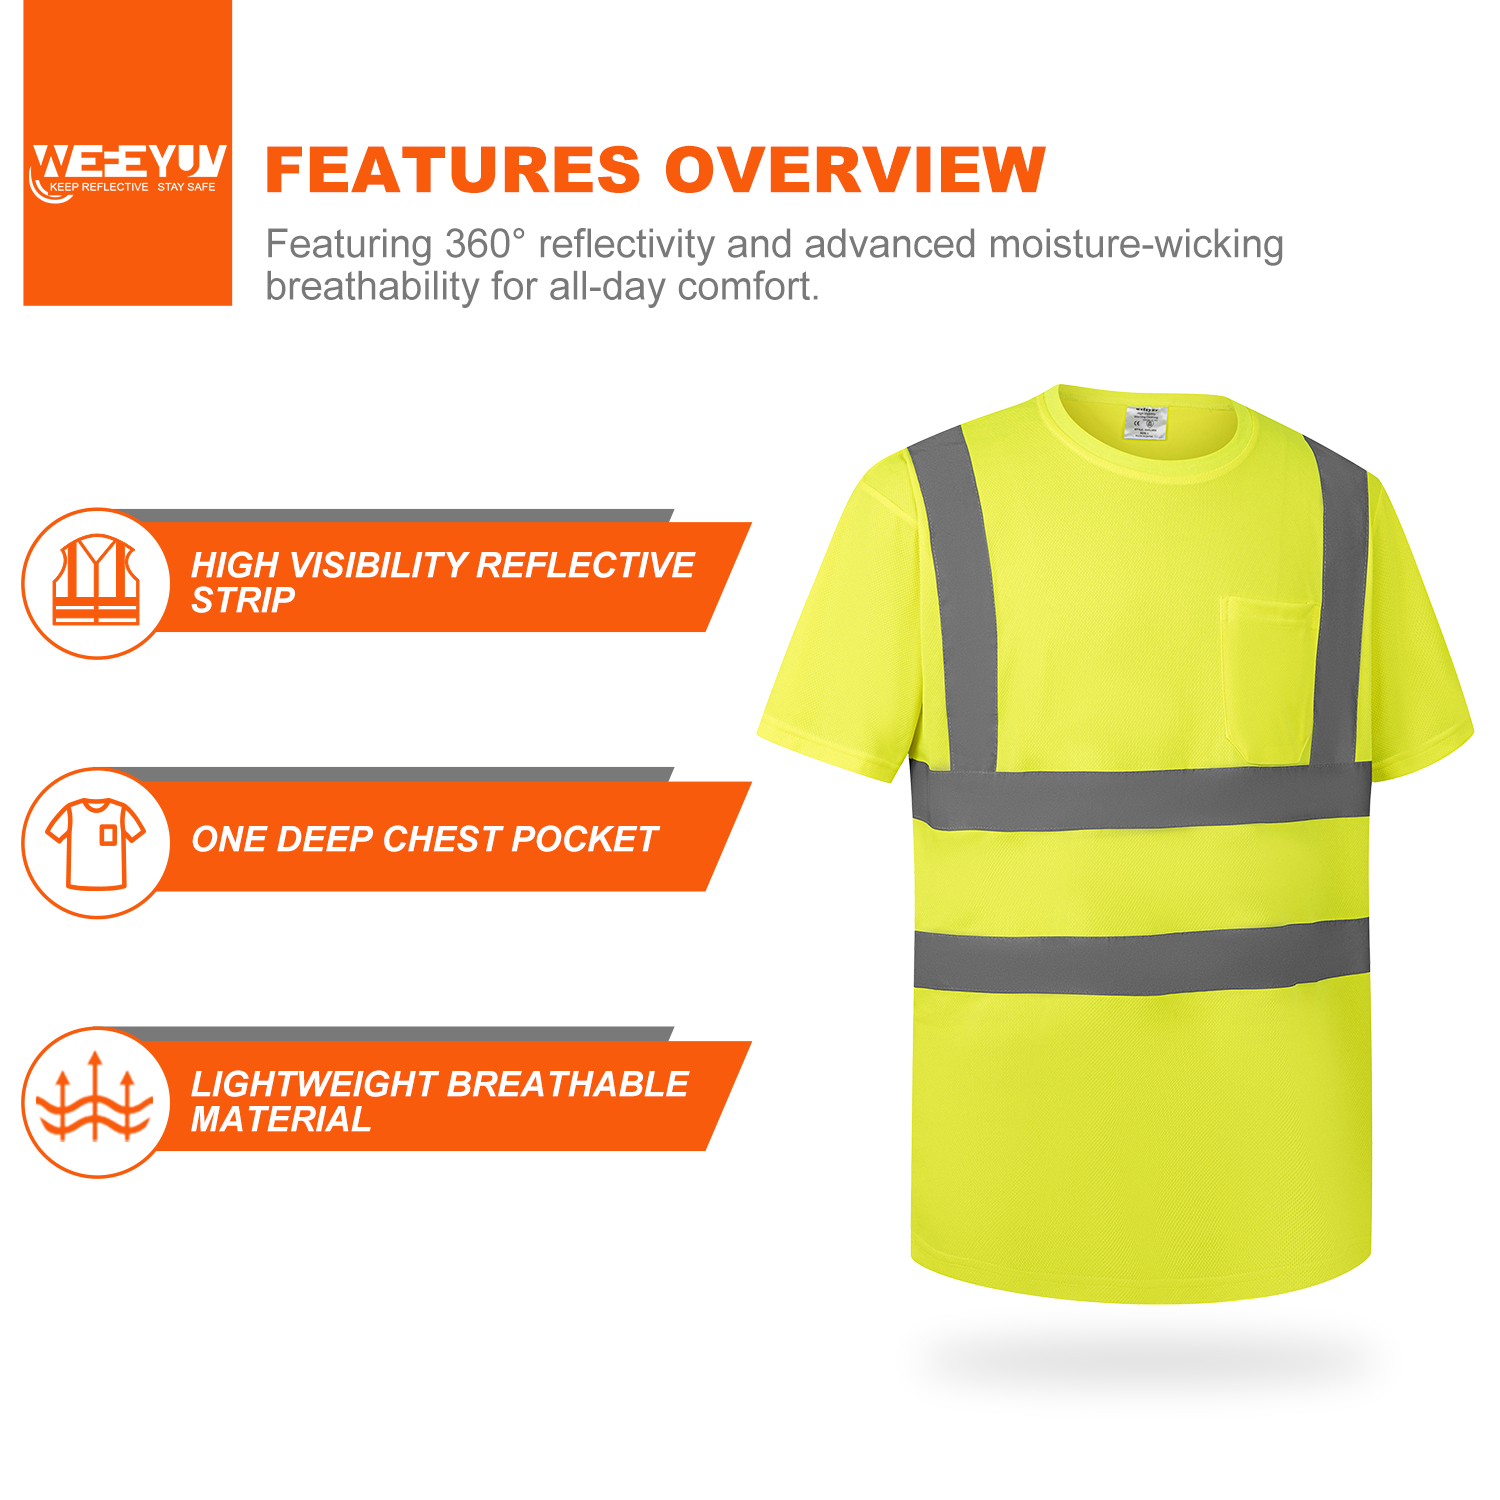 WEFEYUV
KEEP REFLECTIVE STAY SAFE
FEATURES OVERVIEW
Featuring 360° reflectivity and advanced moisture-wicking
breathability for all-day comfort.
HIGH VISIBILITY REFLECTIVE
STRIP
ONE DEEP CHEST POCKET
LIGHTWEIGHT BREATHABLE
MATERIAL